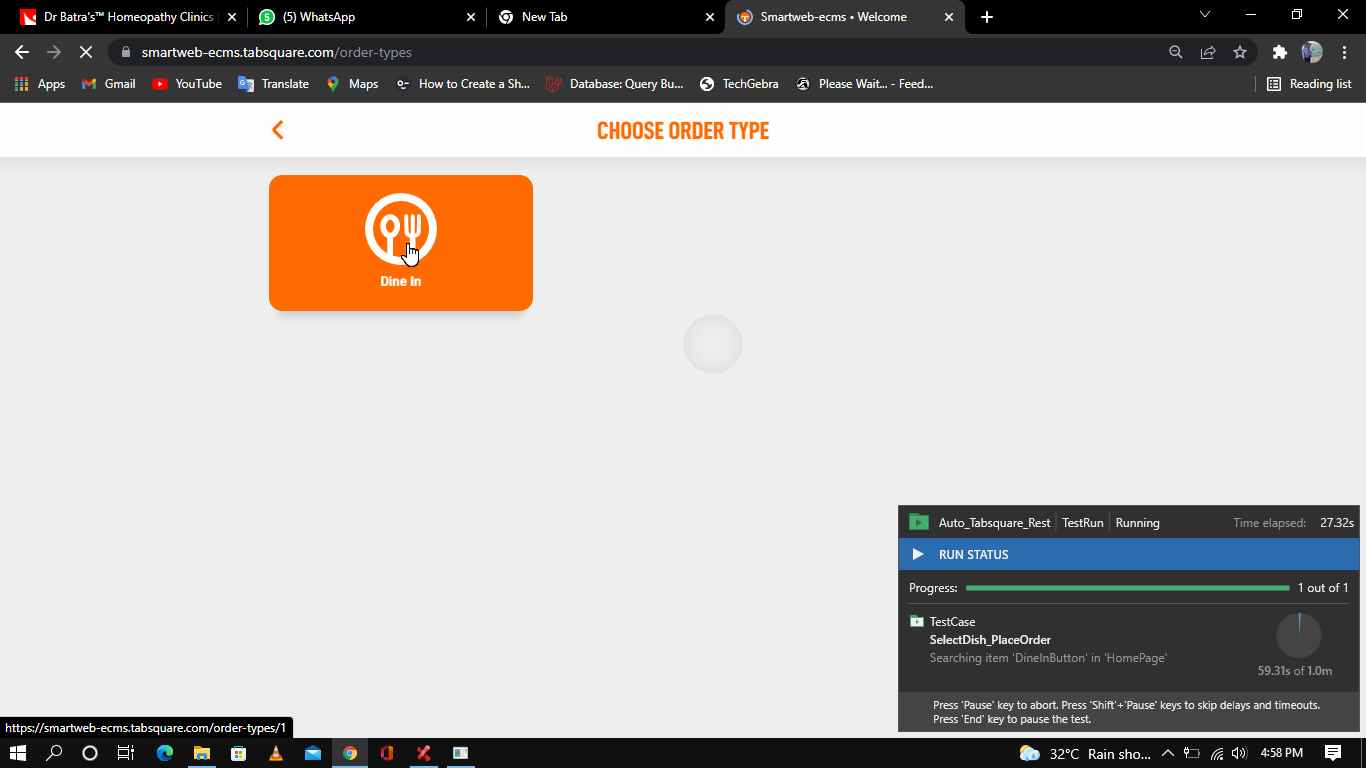 Dr Batra's™ Homeopathy Clinics
(5) WhatsApp
New Tab
Smartweb-ecms • Welcome
smartweb-ecms.tabsquare.com/order-types
Apps
Gmail
YouTube
Translate
Maps
How to Create a Sh...
Database: Query Bu...
TechGebra
Please Wait... - Feed...
Reading list
CHOOSE ORDER TYPE
Dine In
Auto_Tabsquare_Rest TestRun Running Time elapsed: 27.32s
RUN STATUS
Progress: 1 out of 1
TestCase
SelectDish_PlaceOrder
Searching item 'DineInButton' in 'HomePage'
59.31s of 1.0m
Press 'Pause' key to abort. Press 'Shift'+'Pause' keys to skip delays and timeouts.
Press 'End' key to pause the test.
https://smartweb-ecms.tabsquare.com/order-types/1
32°C Rain sho... 4:58 PM